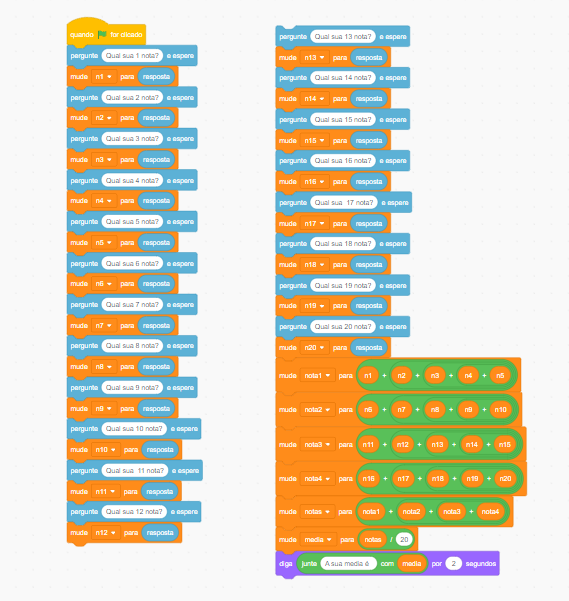 quando for clicado
pergunte Qual sua 1 nota? e espere
mude n1 para resposta
pergunte Qual sua 2 nota? e espere
mude n2 para resposta
pergunte Qual sua 3 nota? e espere
mude n3 para resposta
pergunte Qual sua 4 nota? e espere
mude n4 para resposta
pergunte Qual sua 5 nota? e espere
mude n5 para resposta
pergunte Qual sua 6 nota? e espere
mude n6 para resposta
pergunte Qual sua 7 nota? e espere
mude n7 para resposta
pergunte Qual sua 8 nota? e espere
mude n8 para resposta
pergunte Qual sua 9 nota? e espere
mude n9 para resposta
pergunte Qual sua 10 nota? e espere
mude n10 para resposta
pergunte Qual sua 11 nota? e espere
mude n11 para resposta
pergunte Qual sua 12 nota? e espere
mude n12 para resposta
pergunte Qual sua 13 nota? e espere
mude n13 para resposta
pergunte Qual sua 14 nota? e espere
mude n14 para resposta
pergunte Qual sua 15 nota? e espere
mude n15 para resposta
pergunte Qual sua 16 nota? e espere
mude n16 para resposta
pergunte Qual sua 17 nota? e espere
mude n17 para resposta
pergunte Qual sua 18 nota? e espere
mude n18 para resposta
pergunte Qual sua 19 nota? e espere
mude n19 para resposta
pergunte Qual sua 20 nota? e espere
mude n20 para resposta
mude nota1 para n1 + n2 + n3 + n4 + n5
mude nota2 para n6 + n7 + n8 + n9 + n10
mude nota3 para n11 + n12 + n13 + n14 + n15
mude nota4 para n16 + n17 + n18 + n19 + n20
mude notas para nota1 + nota2 + nota3 + nota4
mude media para notas / 20
diga junte A sua media é com media por 2 segundos